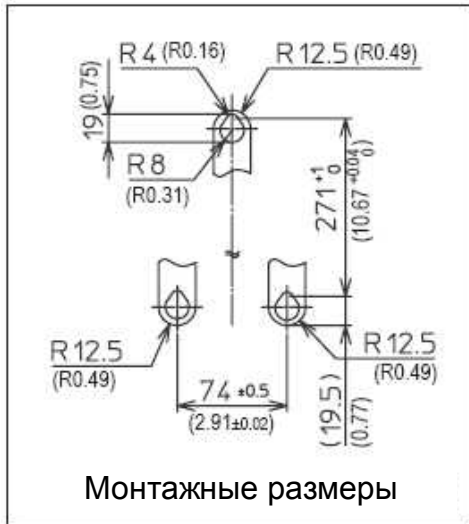 R 4 (R0.16)
R 12.5 (R0.49)
19 (0.75)
R 8
(R0.31)
271 +1 0
(10.67 +0.04 0)
R 12.5
(R0.49)
R 12.5
(R0.49)
74 ±0.5
(2.91±0.02)
(19.5)
(0.77)
Монтажные размеры